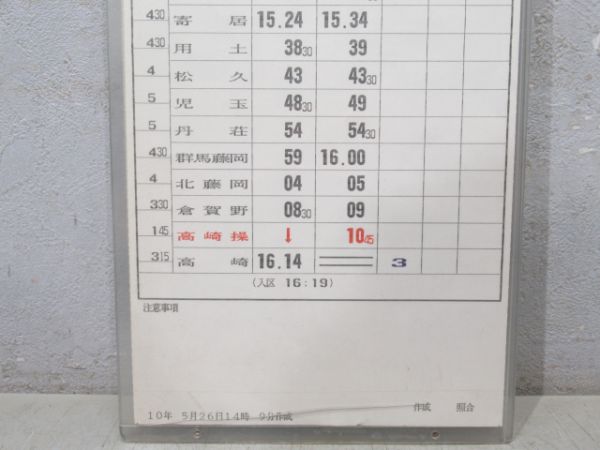 430 寄居 15.24 15.34
430 用土 38 30 39
4 松久 43 43 30
5 児玉 48 30 49
5 丹荘 54 54 30
430 群馬藤岡 59 16.00
4 北藤岡 04 05
330 倉賀野 08 30 09
145 高崎操 ↓ 10 45
315 高崎 16.14 3
(入区 16:19)
注意事項
作成 照合
10年 5月26日14時 9分作成